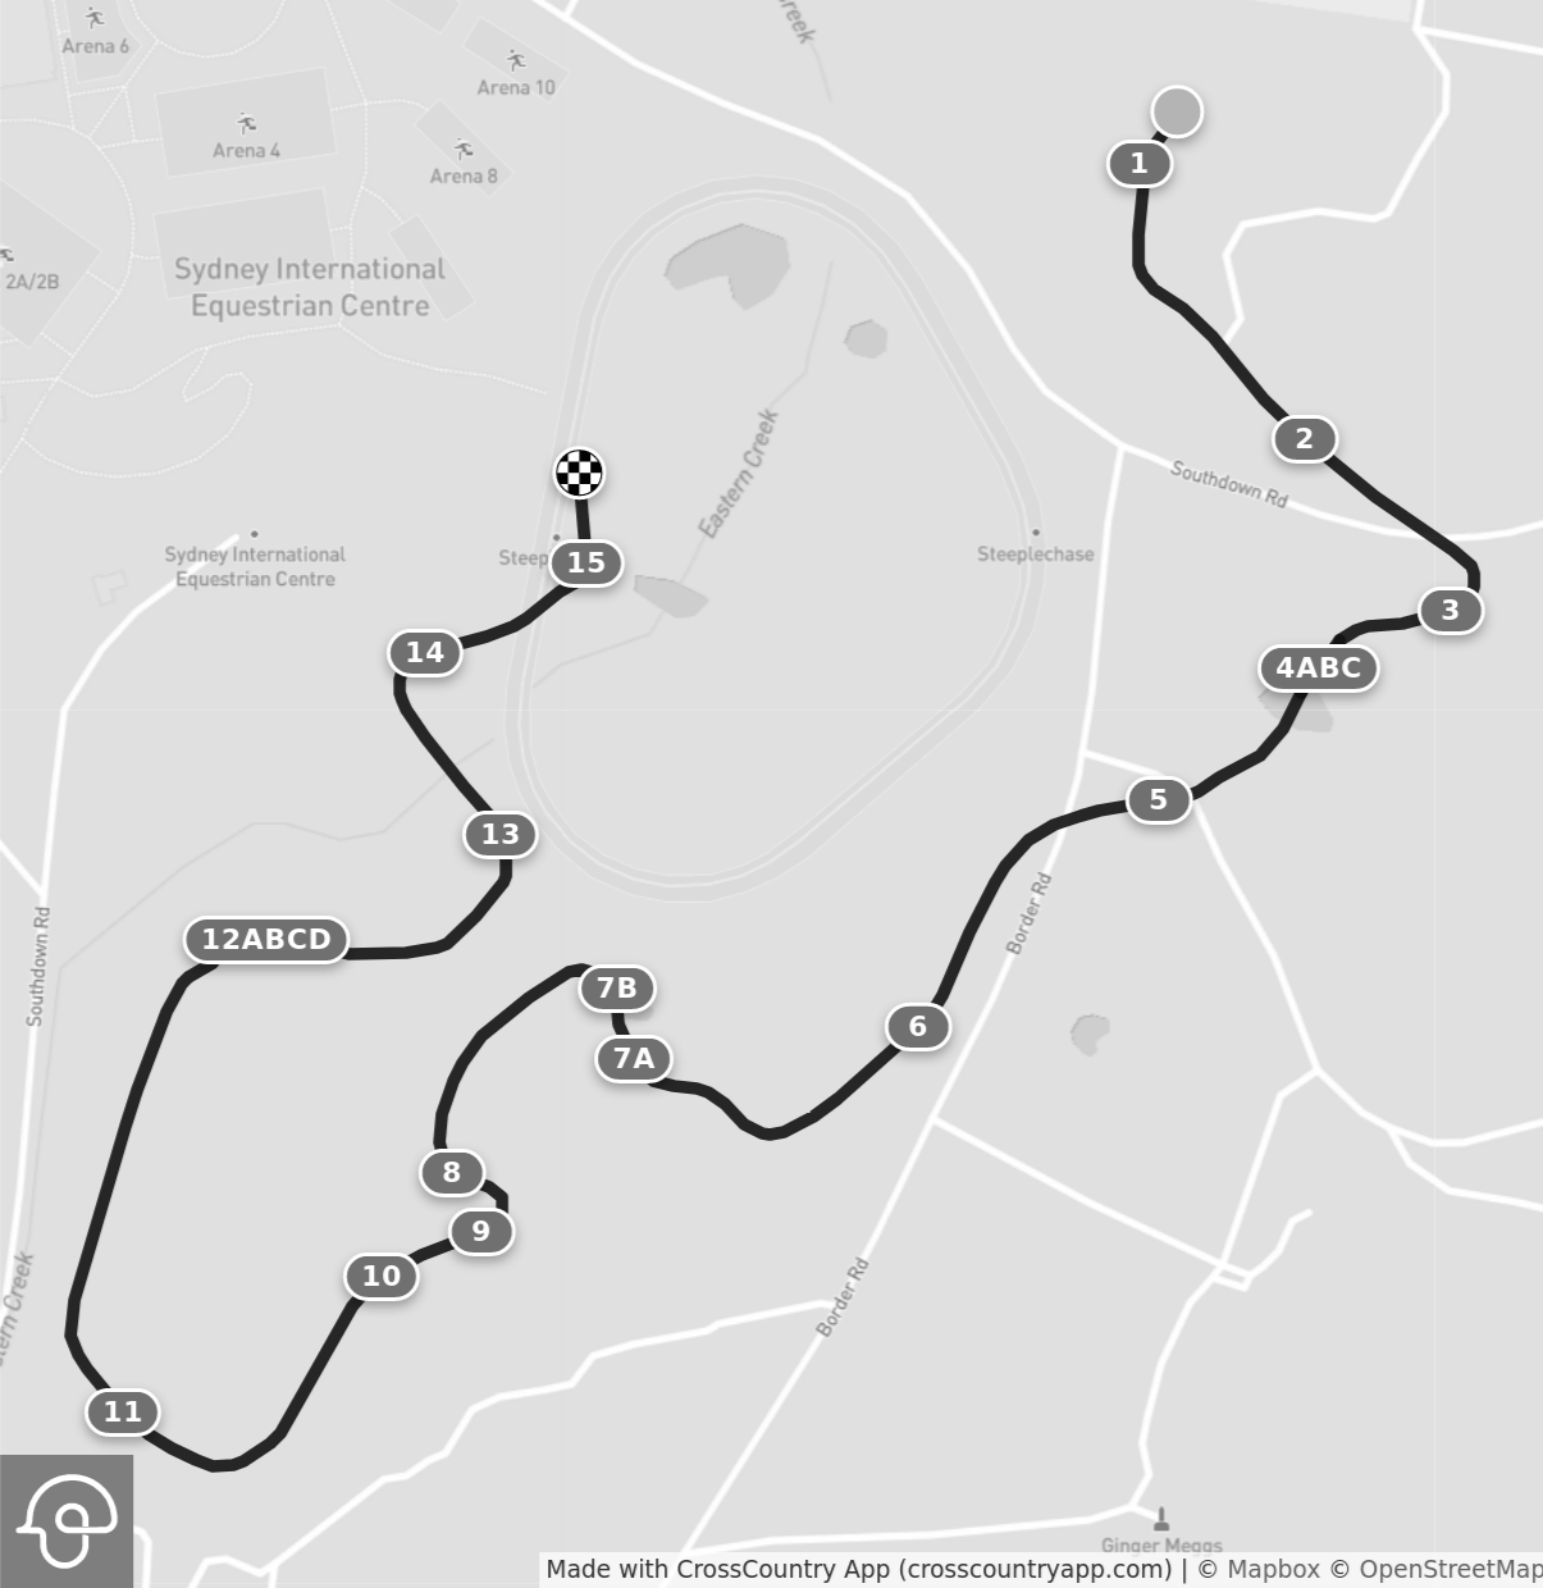 Arena 6
Arena 10
Arena 4
Arena 8
2A/2B
Sydney International
Equestrian Centre
1
2
Southdown Rd
Eastern Creek
Sydney International
Equestrian Centre
Steep
15
Steeplechase
3
14
4ABC
5
13
Border Rd
12ABCD
Southdown Rd
7B
6
7A
8
9
10
Border Rd
11
Ginger Meggs
Made with CrossCountry App (crosscountryapp.com) | © Mapbox © OpenStreetMap